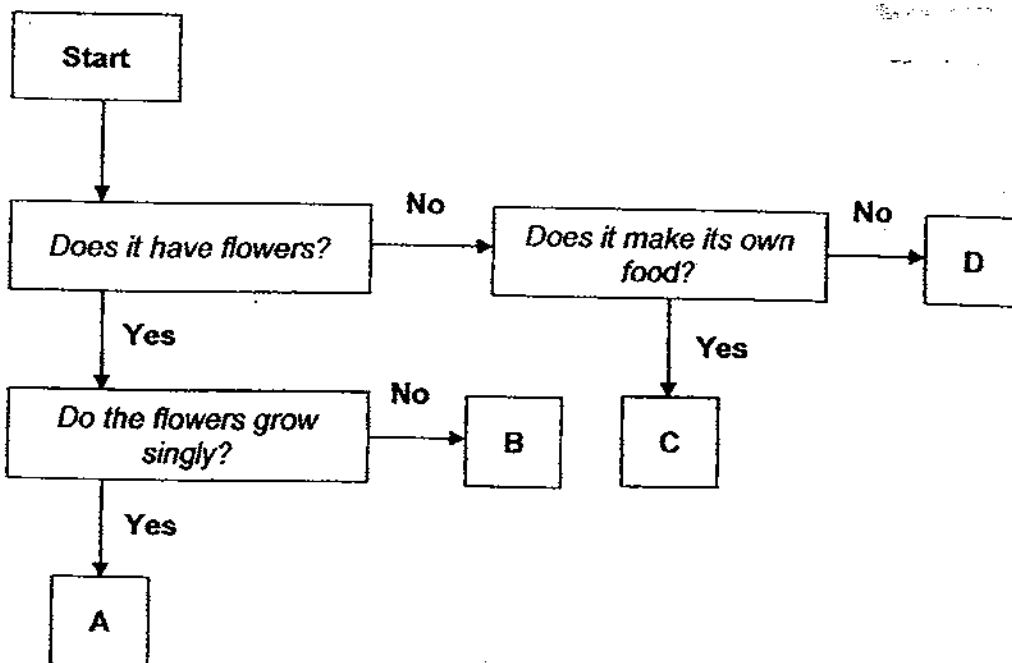 Start
No
No
Does it have flowers?
Does it make its own
food?
D
Yes
Yes
No
Do the flowers grow
singly?
B
C
Yes
A